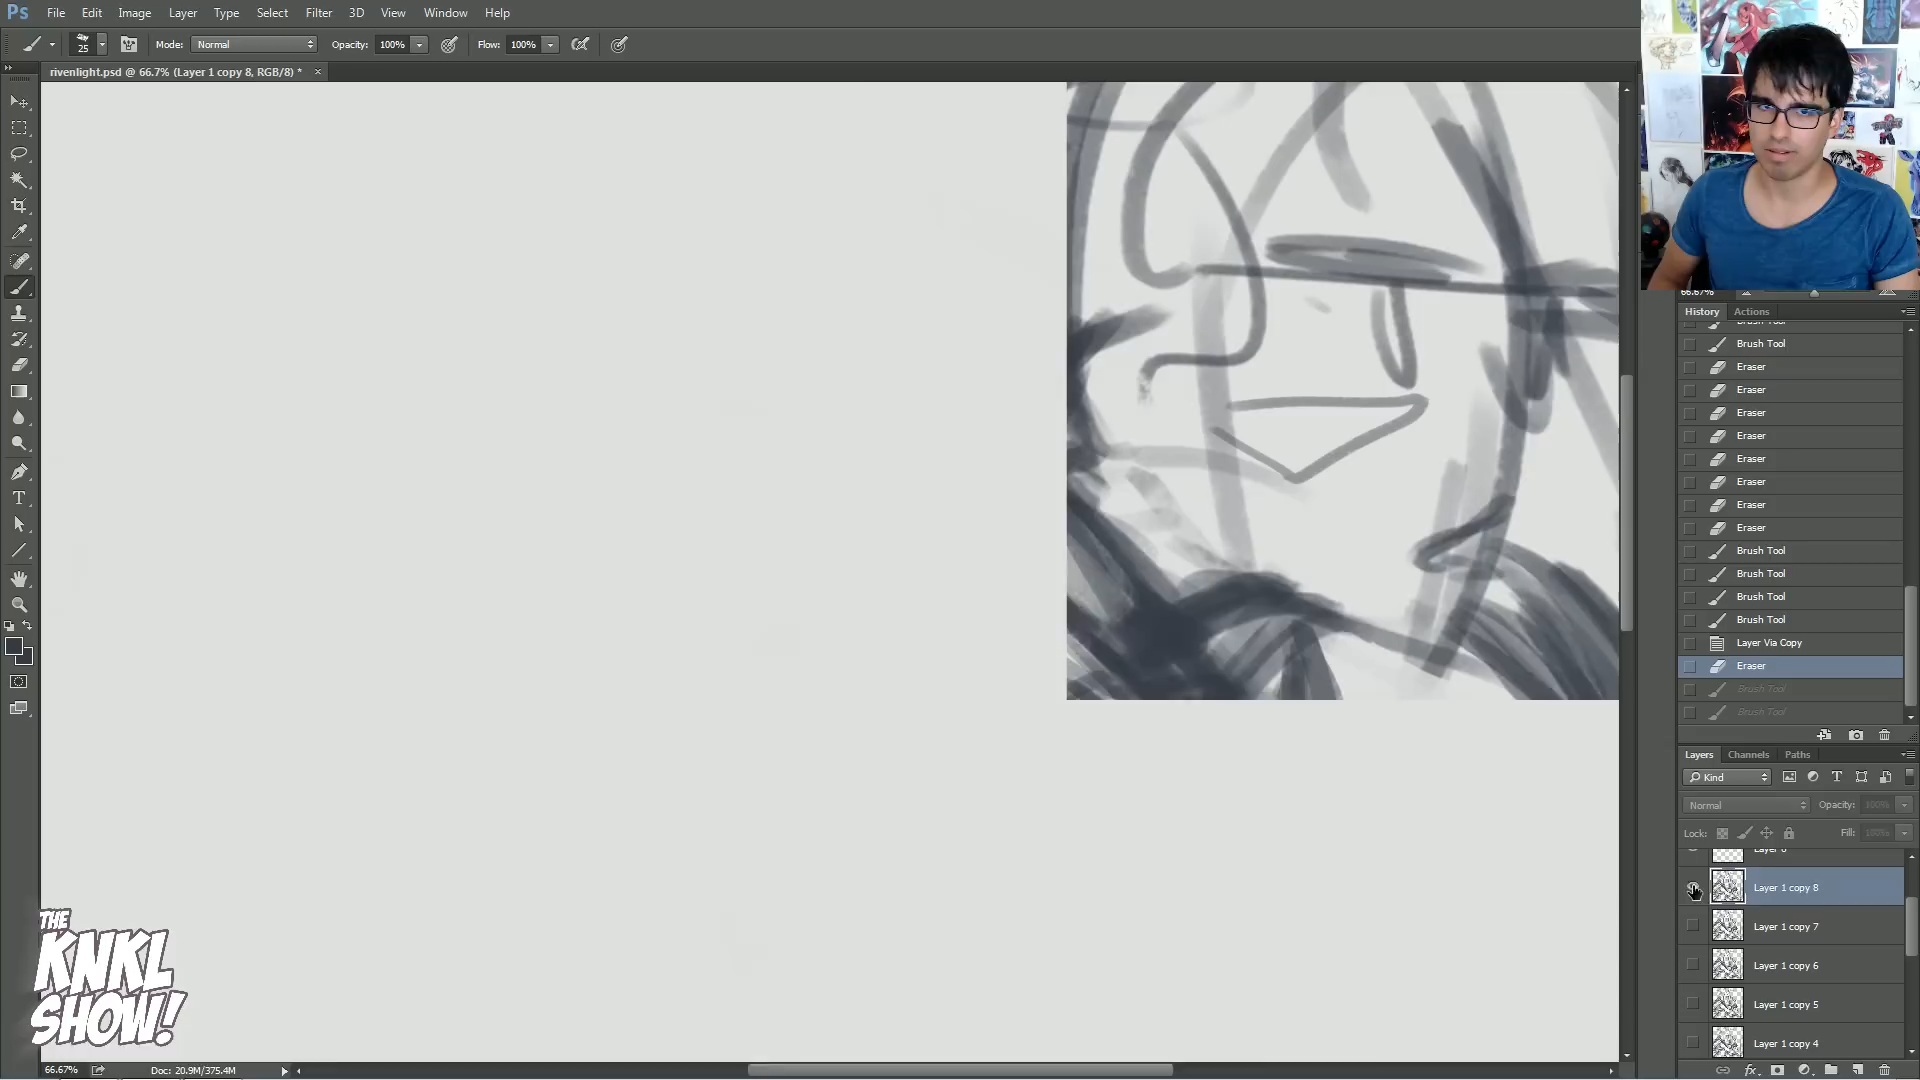 Ps File Edit Image Layer Type Select Filter 3D View Window Help
25 Mode: Normal Opacity: 100% Flow: 100%
rivenlight.psd @ 66.7% (Layer 1 copy 8, RGB/8) *
66.67%
History Actions
Brush Tool
Brush Tool
Eraser
Eraser
Eraser
Eraser
Eraser
Eraser
Eraser
Eraser
Brush Tool
Brush Tool
Brush Tool
Brush Tool
Layer Via Copy
Eraser
Brush Tool
Brush Tool
Layers Channels Paths
Kind
Normal Opacity: 100%
Lock: Fill: 100%
Layer 1 copy 8
Layer 1 copy 7
Layer 1 copy 6
Layer 1 copy 5
Layer 1 copy 4
THE
KNKL
SHOW!
66.67% Doc: 20.9M/375.4M